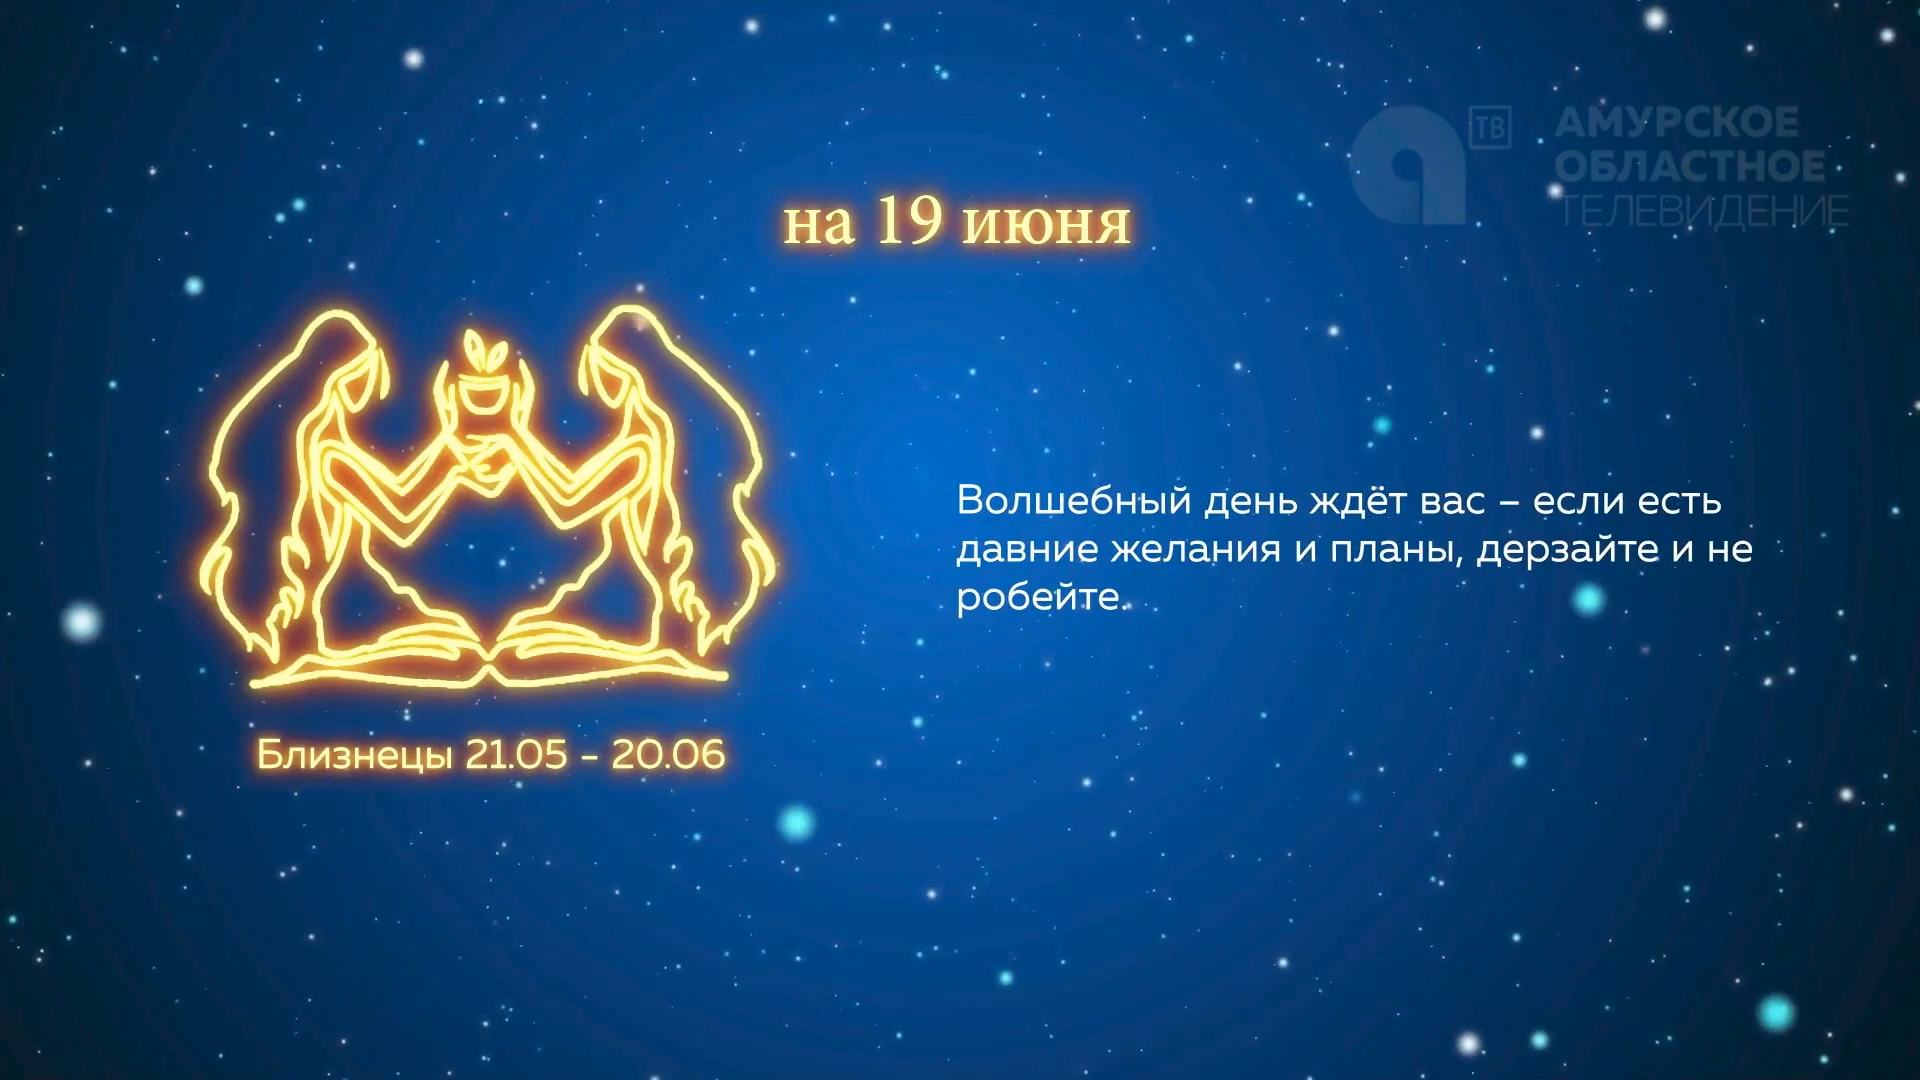 ТВ
АМУРСКОЕ
ОБЛАСТНОЕ
ТЕЛЕВИДЕНИЕ
на 19 июня
Волшебный день ждёт вас – если есть
давние желания и планы, дерзайте и не
робейте.
Близнецы 21.05 - 20.06